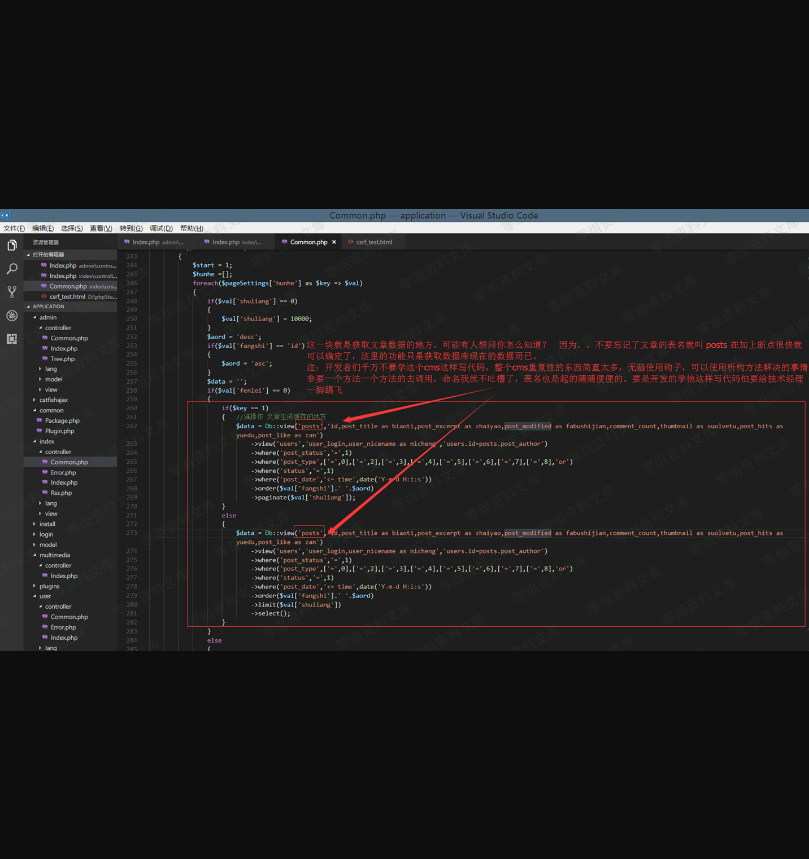 Common.php — application — Visual Studio Code
文件(F) 编辑(E) 选择(S) 查看(V) 转到(G) 调试(D) 帮助(H)
资源管理器
Index.php admin\...
Index.php index\...
Common.php ×
csrf_test.html
打开的编辑器
Index.php admin\contro...
Index.php index\controll...
Common.php index\con...
csrf_test.html
APPLICATION
admin
controller
Common.php
Index.php
Tree.php
lang
model
view
catfishajax
common
Package.php
Plugin.php
index
controller
Common.php
Error.php
Index.php
Rss.php
lang
view
install
login
model
multimedia
controller
Index.php
plugins
user
controller
Common.php
Error.php
Index.php
lang
243 {
244 $start = 1;
245 $hunhe =[];
246 foreach($pageSettings['hunhe'] as $key => $val)
247 {
248 if($val['shuliang'] == 0)
249 {
250 $val['shuliang'] = 10000;
251 }
252 $aord = 'desc';
253 if($val['fangshi'] == 'id')
254 {
255 $aord = 'asc';
256 }
257 $data = '';
258 if($val['fenlei'] == 0)
259 {
260 if($key == 1)
261 {
262 $data = Db::view('posts','id,post_title as biaoti,post_excerpt as zhaiyao,post_modified as fabushijian,comment_count,thumbnail as suolvetu,post_hits as
yuedu,post_like as zan')
263 ->view('users','user_login,user_nicename as nicheng','users.id=posts.post_author')
264 ->where('post_status','=',1)
265 ->where('post_type',['=',0],['=',2],['=',3],['=',4],['=',5],['=',6],['=',7],['=',8],'or')
266 ->where('status','=',1)
267 ->where('post_date','<= time',date('Y-m-d H:i:s'))
268 ->order($val['fangshi'].' '.$aord)
269 ->paginate($val['shuliang']);
270 }
271 else
272 {
273 $data = Db::view('posts','id,post_title as biaoti,post_excerpt as zhaiyao,post_modified as fabushijian,comment_count,thumbnail as suolvetu,post_hits as
yuedu,post_like as zan')
274 ->view('users','user_login,user_nicename as nicheng','users.id=posts.post_author')
275 ->where('post_status','=',1)
276 ->where('post_type',['=',0],['=',2],['=',3],['=',4],['=',5],['=',6],['=',7],['=',8],'or')
277 ->where('status','=',1)
278 ->where('post_date','<= time',date('Y-m-d H:i:s'))
279 ->order($val['fangshi'].' '.$aord)
280 ->limit($val['shuliang'])
281 ->select();
282 }
283 }
284 else
285 {
这一块就是获取文章数据的地方。可能有人想问你怎么知道? 因为。。不要忘记了文章的表名就叫 posts 在加上断点很快就
可以确定了，这里的功能只是获取数据库现在的数据而已。
注：开发者们千万不要学这个cms这样写代码，整个cms重复性的东西简直太多，无脑使用钩子，可以使用析构方法解决的事情
非要一个方法一个方法的去调用，命名我就不吐槽了，表名也是起的随随便便的。要是开发的学他这样写代码怕要给技术经理
一脚踢飞